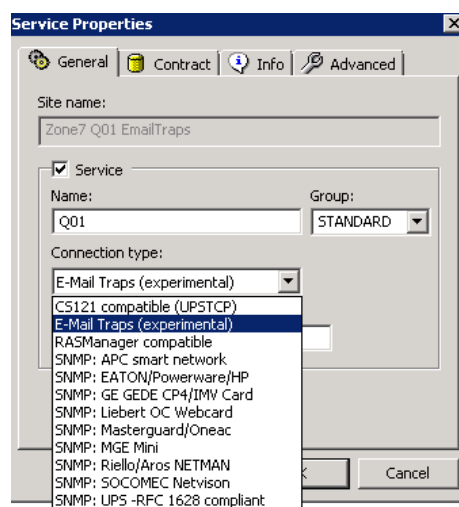 Service Properties
General Contract Info Advanced
Site name:
Zone7 Q01 EmailTraps
Service
Name: Group:
Q01 STANDARD
Connection type:
E-Mail Traps (experimental)
CS121 compatible (UPSTCP)
E-Mail Traps (experimental)
RASManager compatible
SNMP: APC smart network
SNMP: EATON/Powerware/HP
SNMP: GE GEDE CP4/IMV Card
SNMP: Liebert OC Webcard
SNMP: Masterguard/Oneac
SNMP: MGE Mini
SNMP: Riello/Aros NETMAN
SNMP: SOCOMEC Netvison
SNMP: UPS -RFC 1628 compliant
Cancel